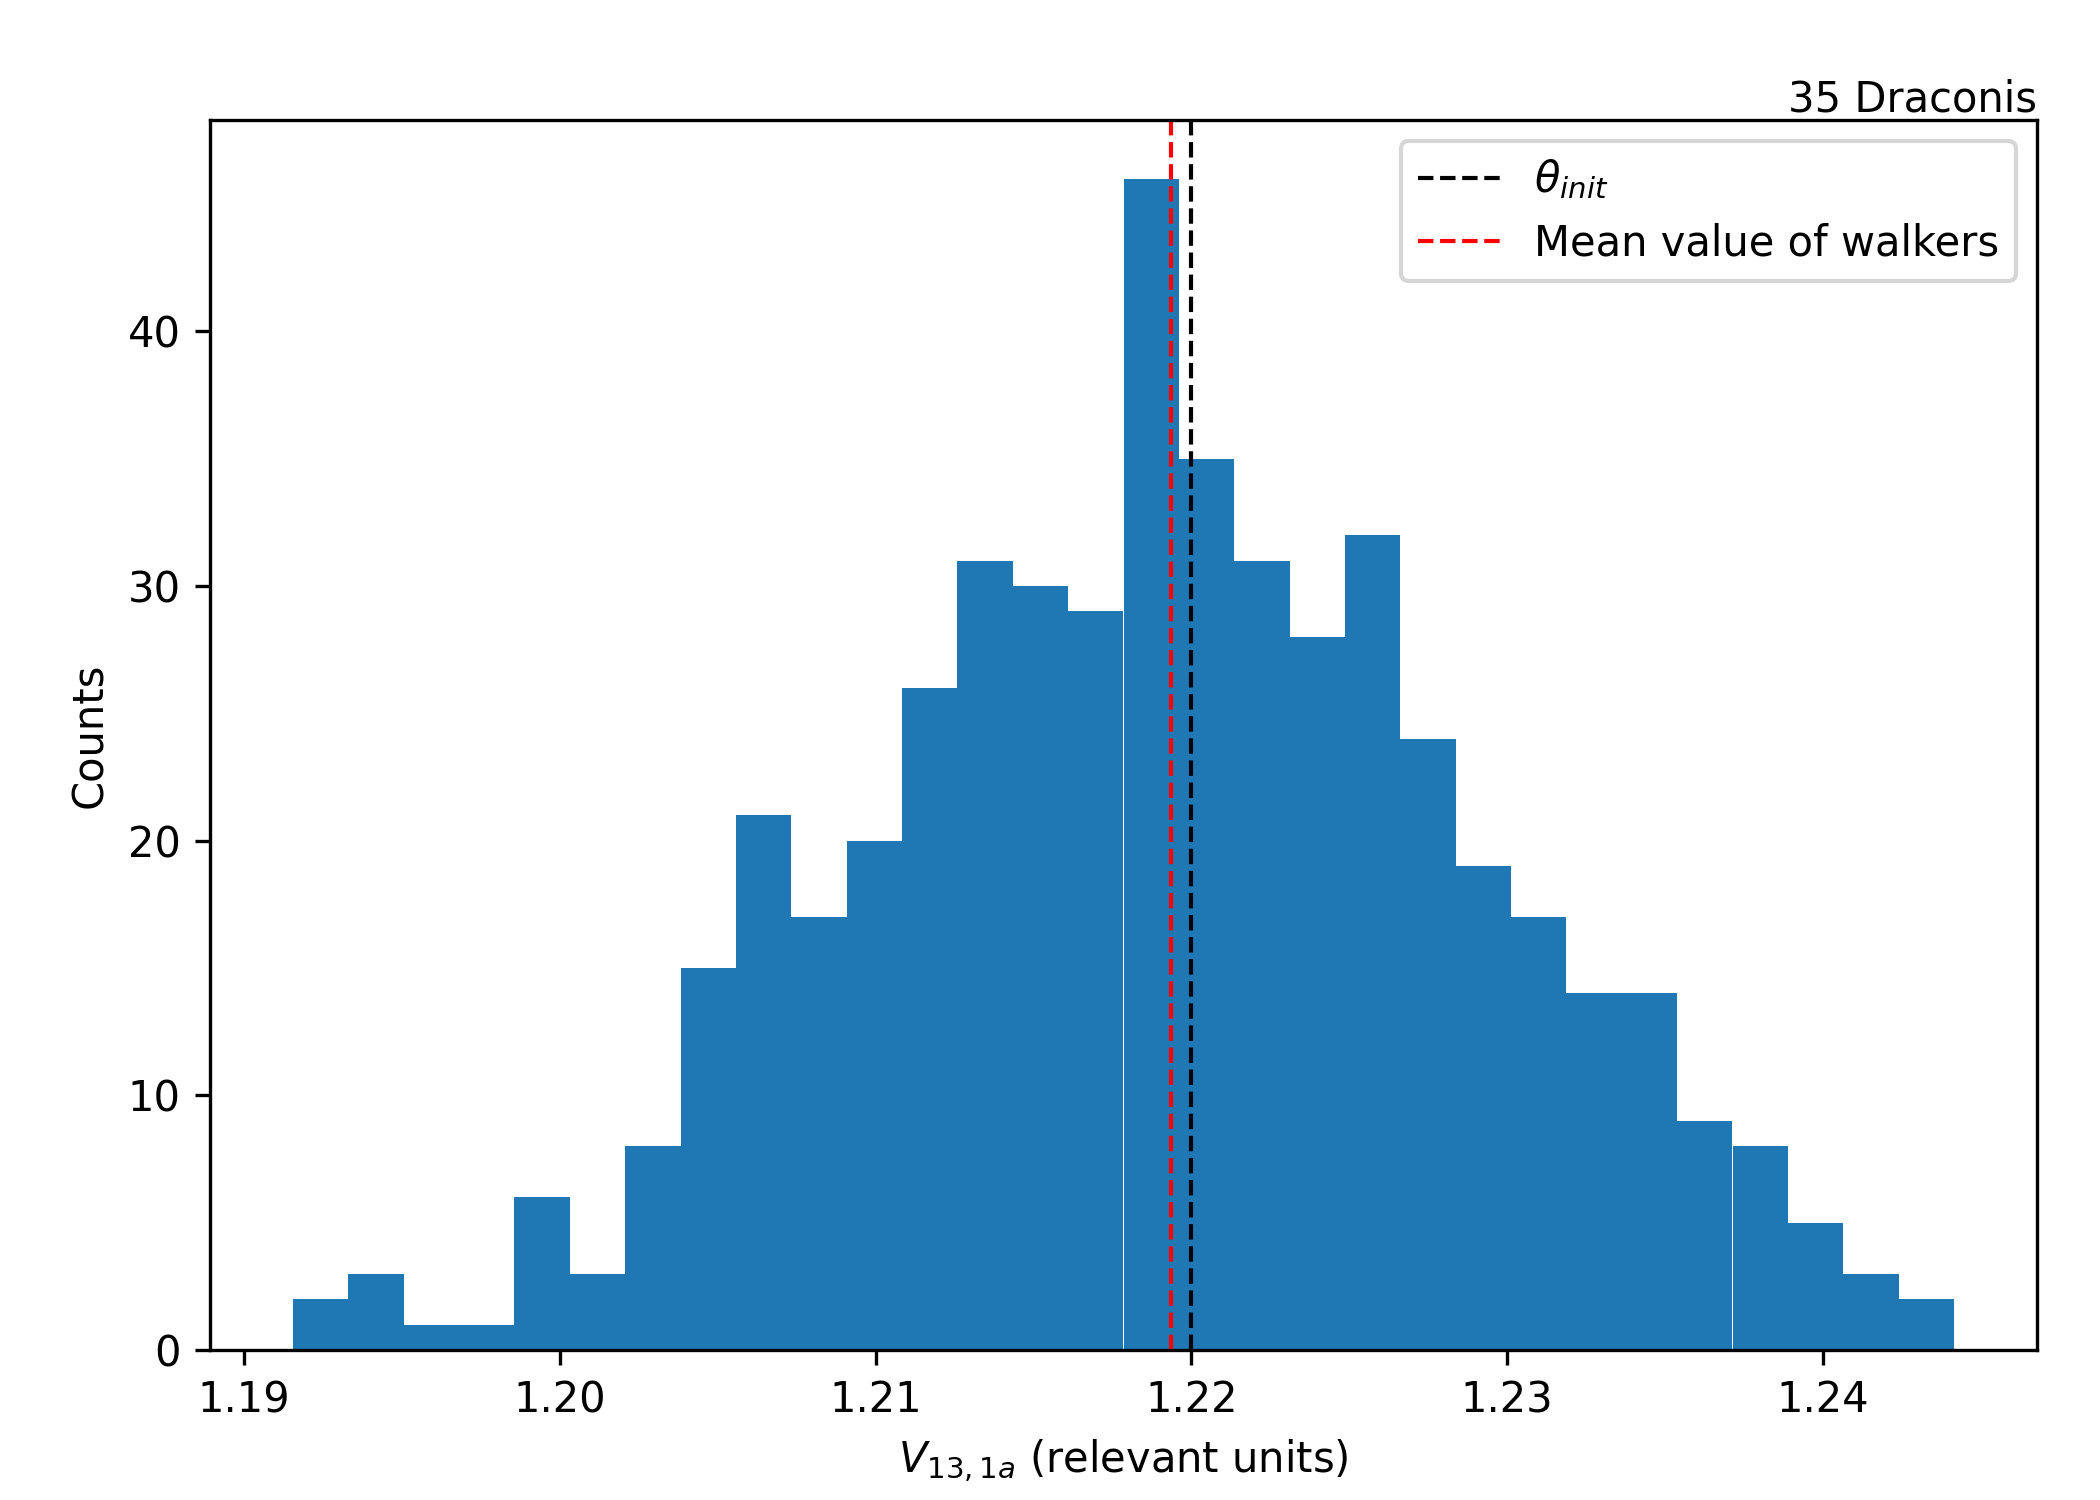 35 Draconis
θ_init
Mean value of walkers
40
30
20
10
0
Counts
1.19 1.20 1.21 1.22 1.23 1.24
V_13,1a (relevant units)